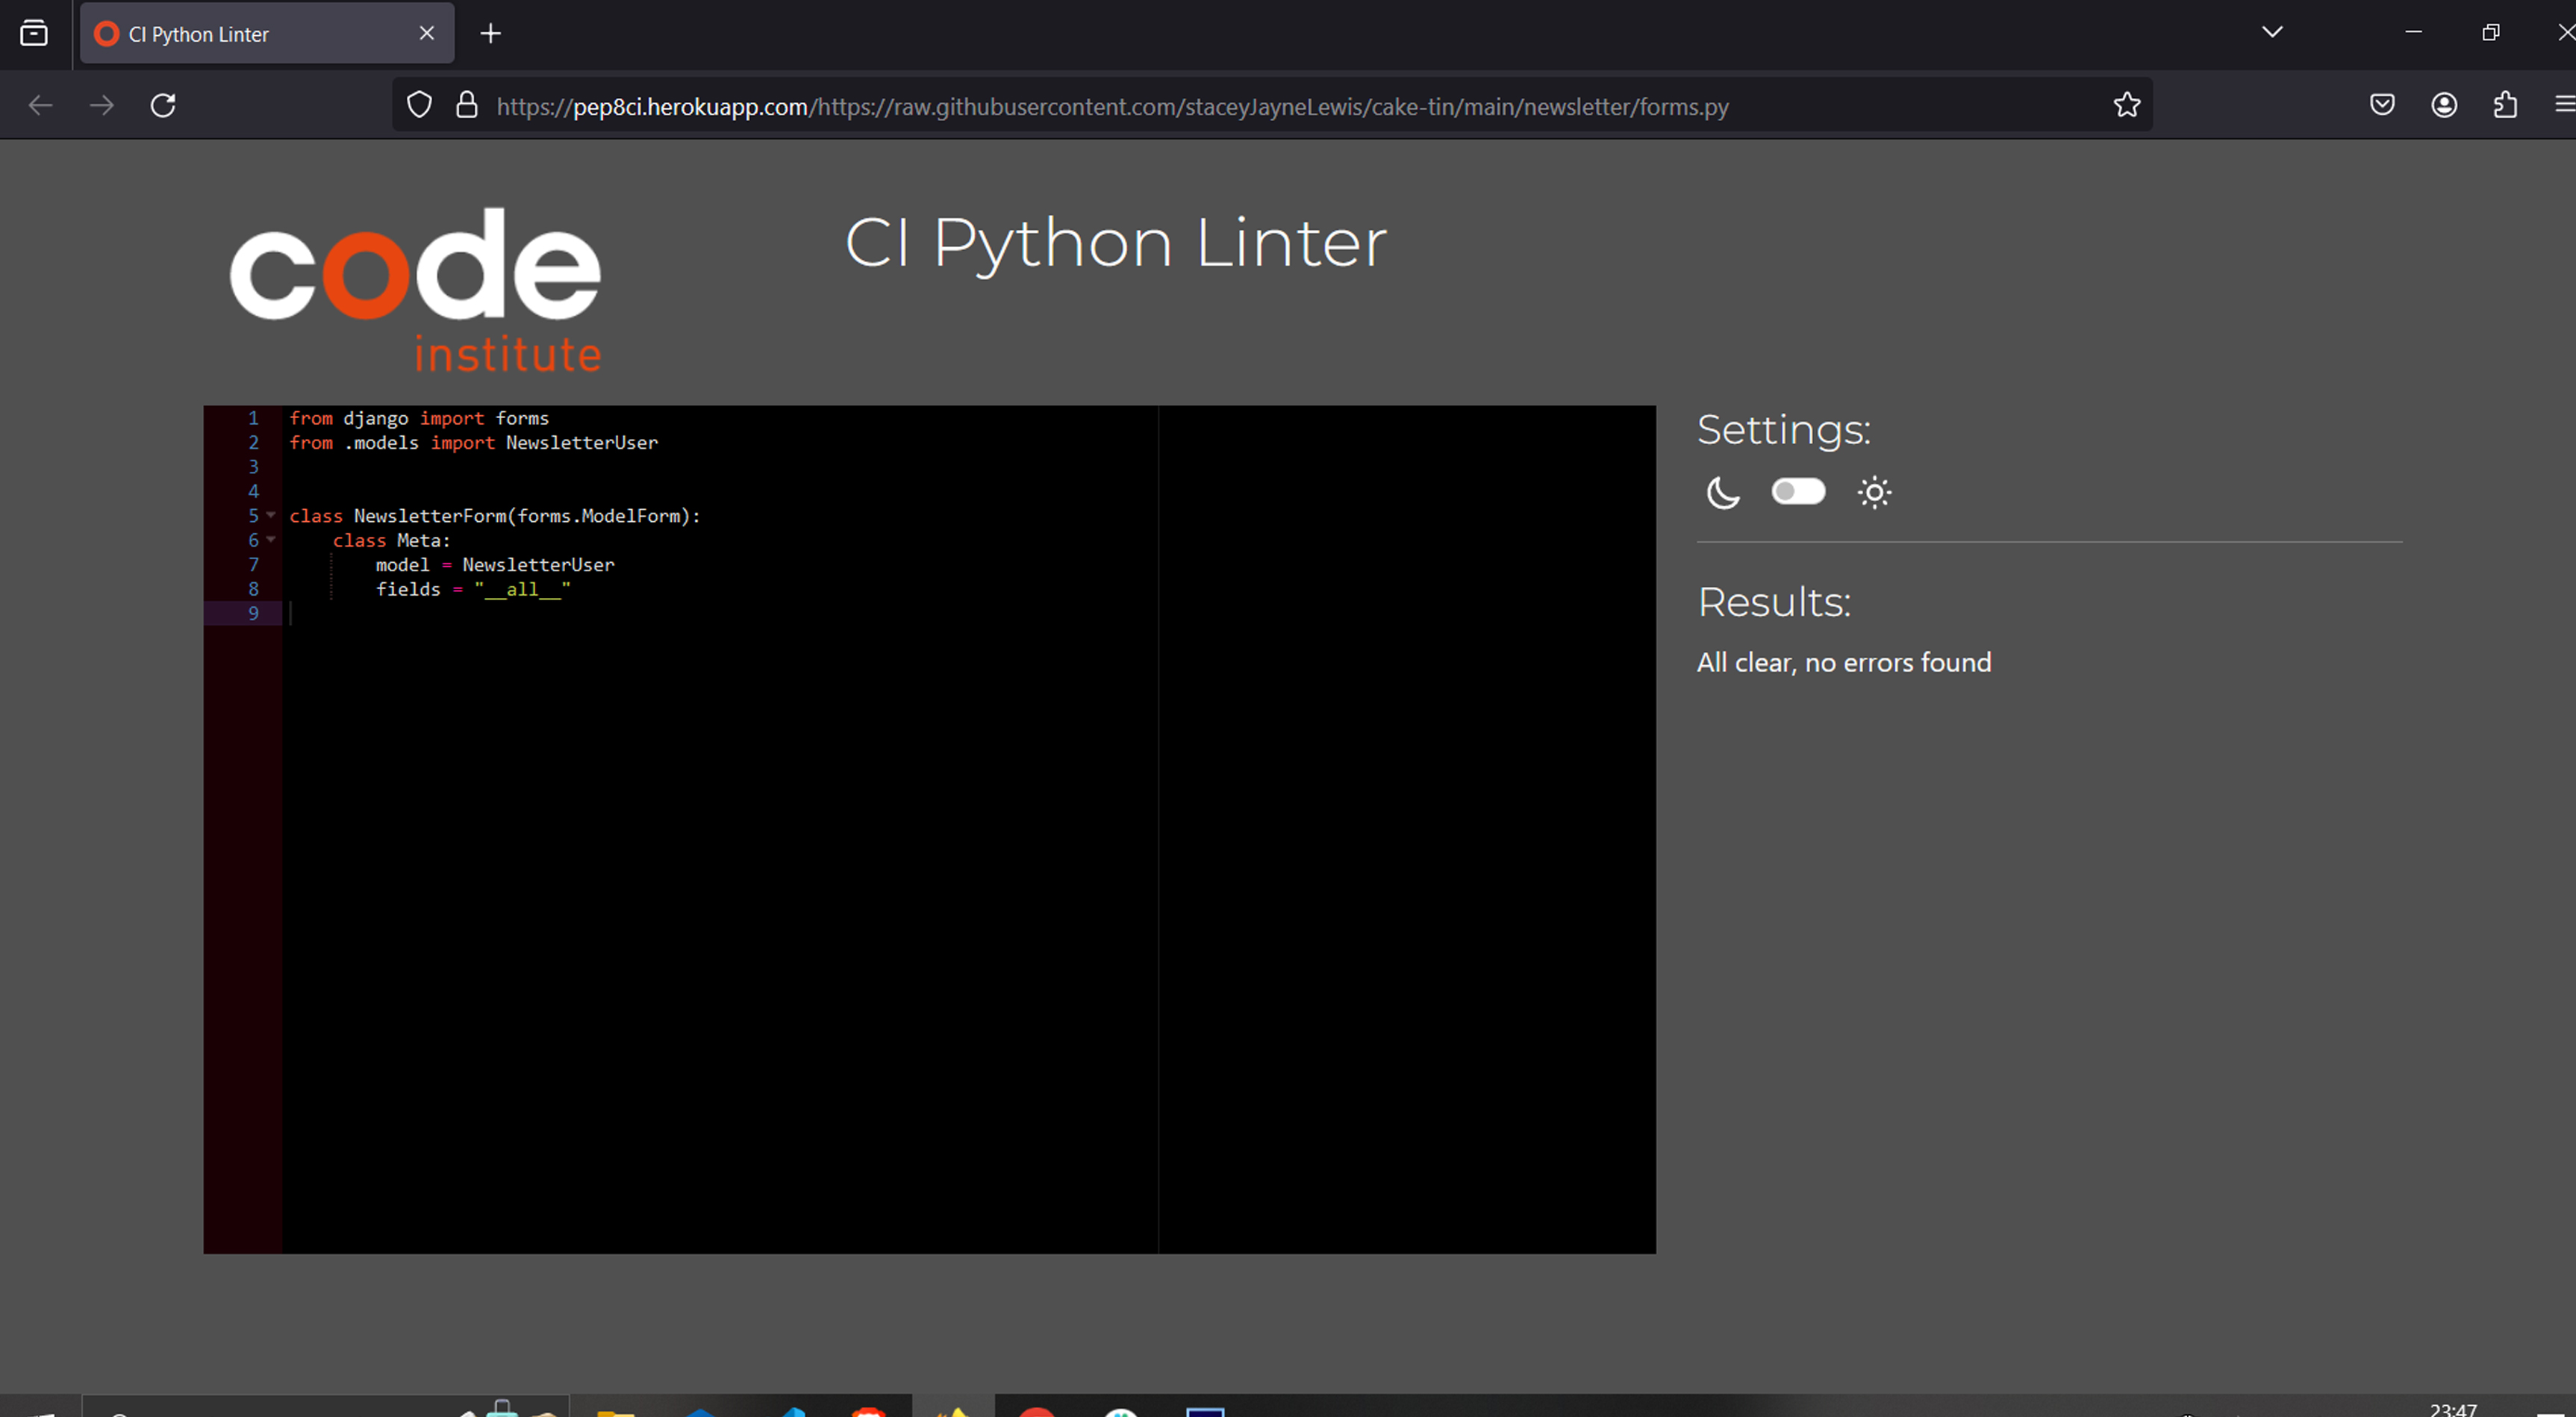 CI Python Linter
https://pep8ci.herokuapp.com/https://raw.githubusercontent.com/staceyJayneLewis/cake-tin/main/newsletter/forms.py
code
institute
CI Python Linter
1 from django import forms
2 from .models import NewsletterUser
3
4
5 class NewsletterForm(forms.ModelForm):
6     class Meta:
7         model = NewsletterUser
8         fields = "__all__"
9
Settings:
Results:
All clear, no errors found
23:47